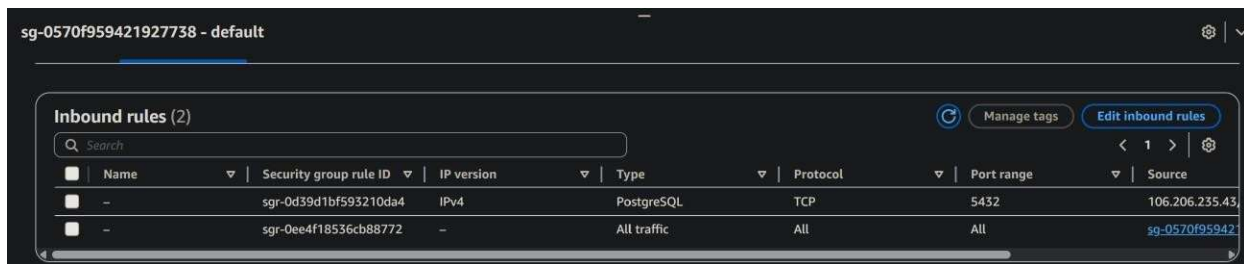 sg-0570f959421927738 - default
Inbound rules (2)
Manage tags
Edit inbound rules
Search
1
Name Security group rule ID IP version Type Protocol Port range Source
– sgr-0d39d1bf593210da4 IPv4 PostgreSQL TCP 5432 106.206.235.43,
– sgr-0ee4f18536cb88772 – All traffic All All sg-0570f95942